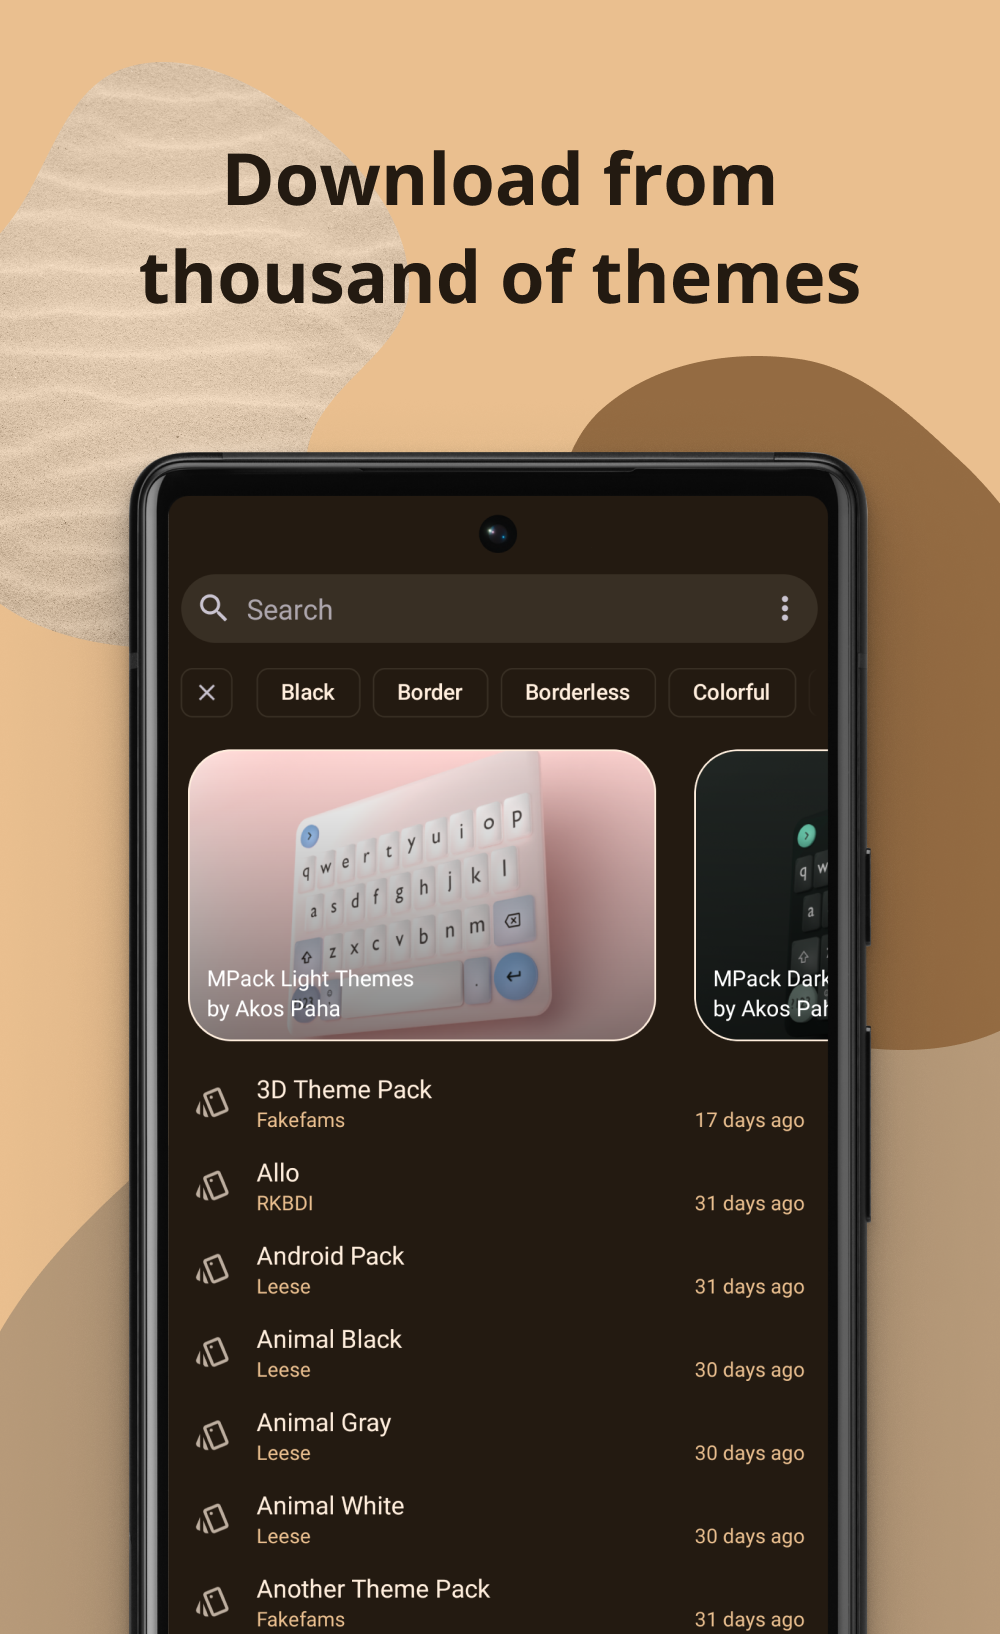 Download from
thousand of themes
Search
Black
Border
Borderless
Colorful
q w e r t y u i o p
a s d f g h j k l
z x c v b n m
.
MPack Light Themes
by Akos Paha
q w
a
MPack Dark
by Akos Pah
3D Theme Pack
Fakefams
17 days ago
Allo
RKBDI
31 days ago
Android Pack
Leese
31 days ago
Animal Black
Leese
30 days ago
Animal Gray
Leese
30 days ago
Animal White
Leese
30 days ago
Another Theme Pack
Fakefams
31 days ago